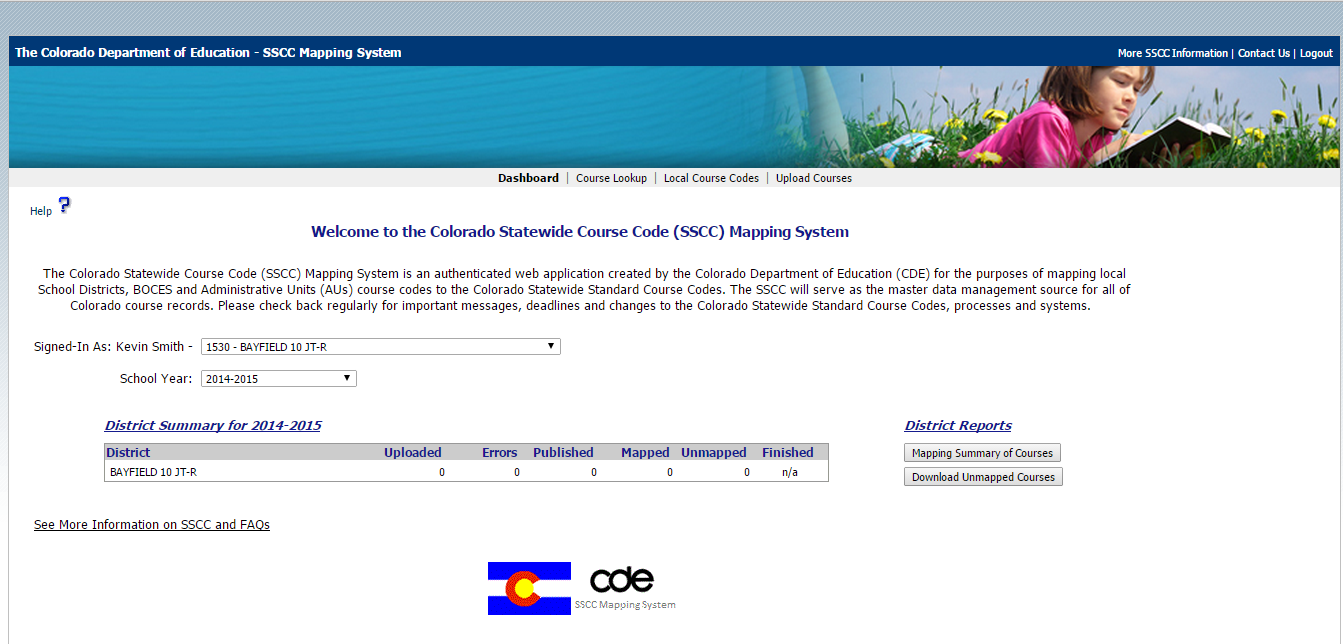 The Colorado Department of Education - SSCC Mapping System
More SSCC Information | Contact Us | Logout
Dashboard | Course Lookup | Local Course Codes | Upload Courses
Help ?
Welcome to the Colorado Statewide Course Code (SSCC) Mapping System
The Colorado Statewide Course Code (SSCC) Mapping System is an authenticated web application created by the Colorado Department of Education (CDE) for the purposes of mapping local
School Districts, BOCES and Administrative Units (AUs) course codes to the Colorado Statewide Standard Course Codes. The SSCC will serve as the master data management source for all of
Colorado course records. Please check back regularly for important messages, deadlines and changes to the Colorado Statewide Standard Course Codes, processes and systems.
Signed-In As: Kevin Smith - 1530 - BAYFIELD 10 JT-R
School Year: 2014-2015
District Summary for 2014-2015
District Uploaded Errors Published Mapped Unmapped Finished
BAYFIELD 10 JT-R 0 0 0 0 0 n/a
District Reports
Mapping Summary of Courses
Download Unmapped Courses
See More Information on SSCC and FAQs
cde
SSCC Mapping System